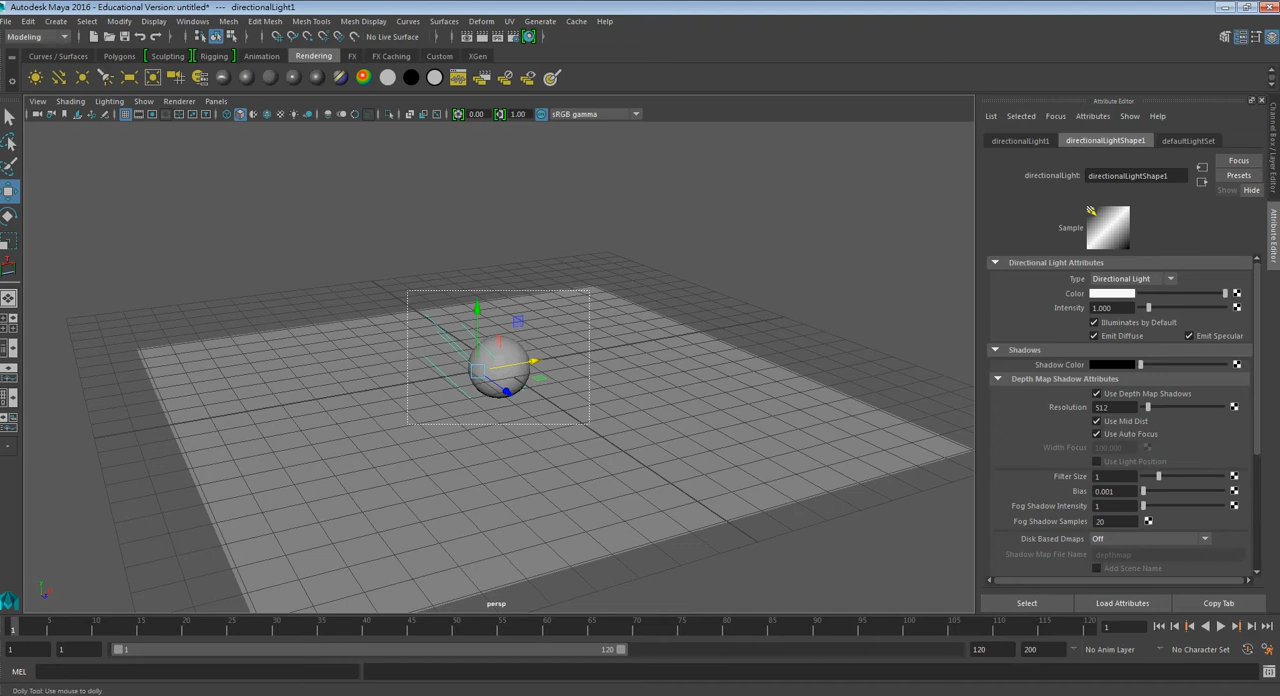 Autodesk Maya 2016 - Educational Version: untitled*   ---   directionalLight1
File Edit Create Select Modify Display Windows Mesh Edit Mesh Mesh Tools Mesh Display Curves Surfaces Deform UV Generate Cache Help
Modeling No Live Surface
Curves / Surfaces Polygons Sculpting Rigging Animation Rendering FX FX Caching Custom XGen
View Shading Lighting Show Renderer Panels
0.00 1.00 sRGB gamma
persp
Attribute Editor
List Selected Focus Attributes Show Help
directionalLight1 directionalLightShape1 defaultLightSet
Focus
directionalLight: directionalLightShape1 Presets
Show Hide
Sample
Directional Light Attributes
Type Directional Light
Color
Intensity 1.000
Illuminates by Default
Emit Diffuse Emit Specular
Shadows
Shadow Color
Depth Map Shadow Attributes
Use Depth Map Shadows
Resolution 512
Use Mid Dist
Use Auto Focus
Width Focus 100.000
Use Light Position
Filter Size 1
Bias 0.001
Fog Shadow Intensity 1
Fog Shadow Samples 20
Disk Based Dmaps Off
Shadow Map File Name depthmap
Add Scene Name
Select Load Attributes Copy Tab
Channel Box / Layer Editor
Attribute Editor
1 5 10 15 20 25 30 35 40 45 50 55 60 65 70 75 80 85 90 95 100 105 110 115 120 1
1 1 1 120 120 200 No Anim Layer No Character Set
MEL
Dolly Tool: Use mouse to dolly